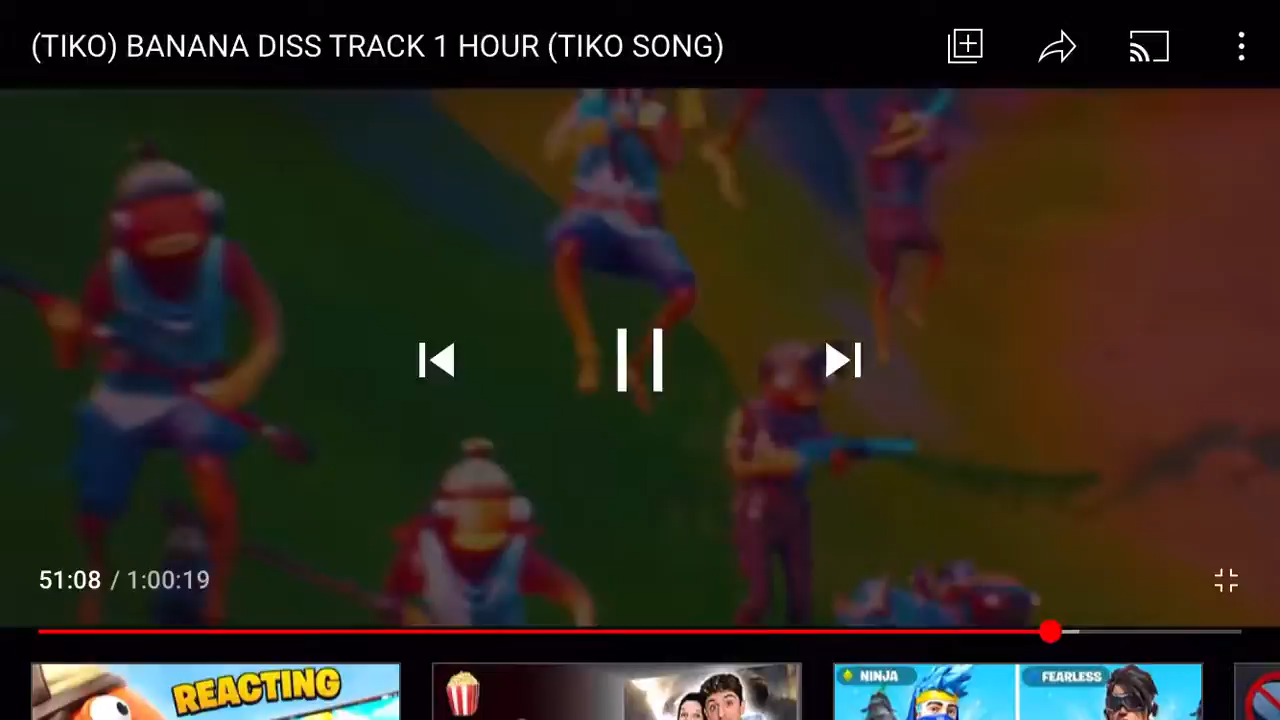 (TIKO) BANANA DISS TRACK 1 HOUR (TIKO SONG)
51:08 / 1:00:19
REACTING
NINJA
FEARLESS